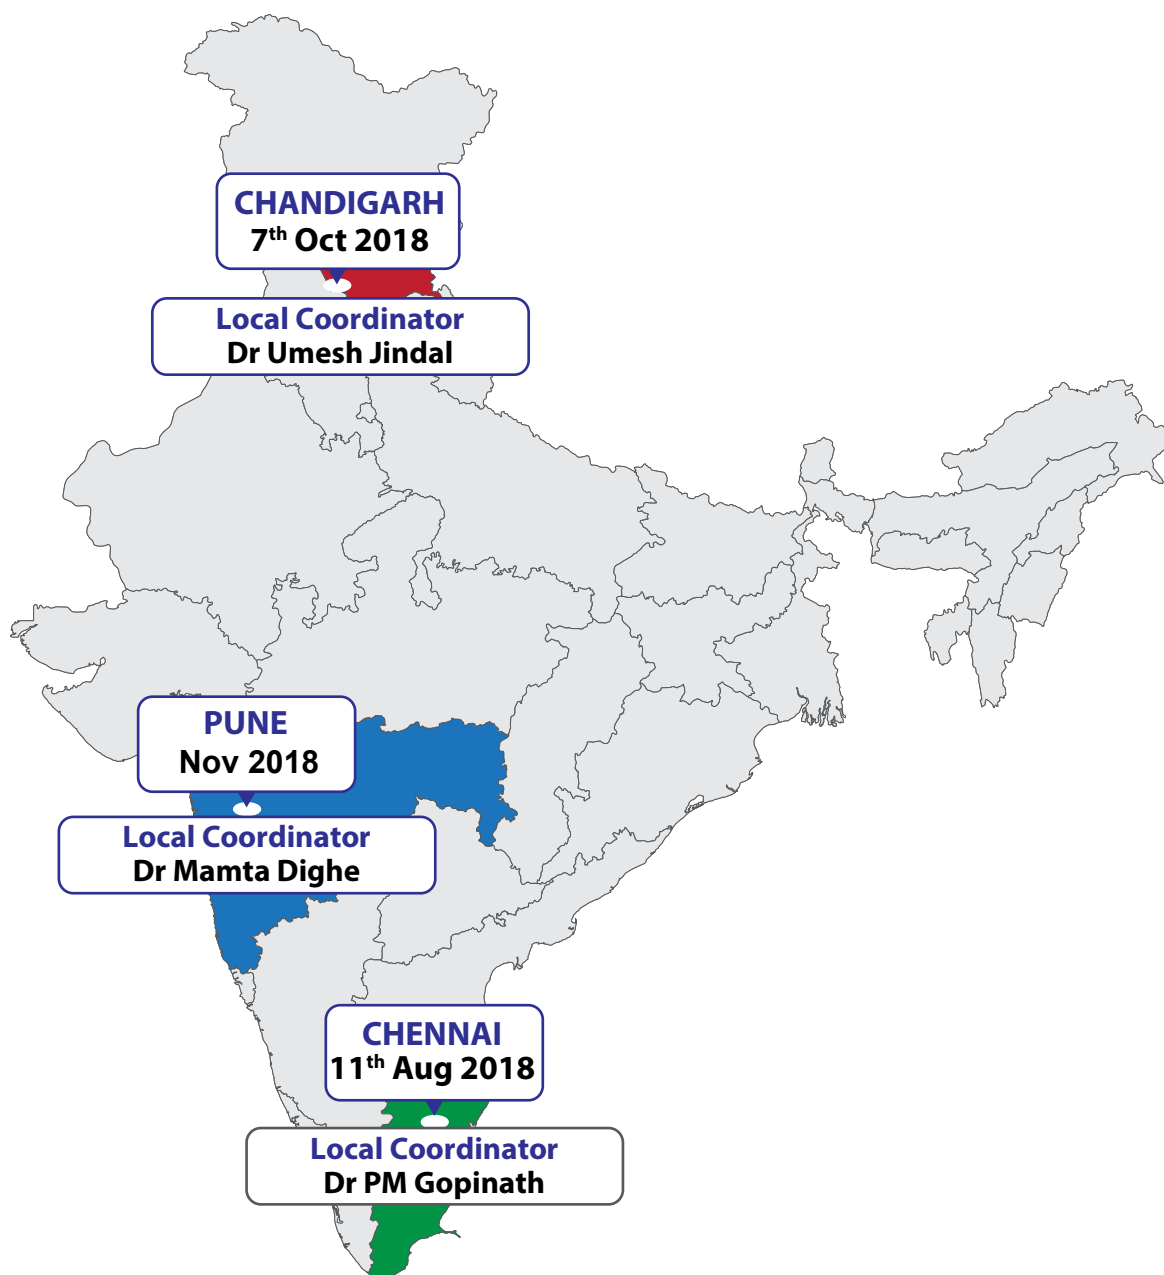 CHANDIGARH
7th Oct 2018
Local Coordinator
Dr Umesh Jindal
PUNE
Nov 2018
Local Coordinator
Dr Mamta Dighe
CHENNAI
11th Aug 2018
Local Coordinator
Dr PM Gopinath